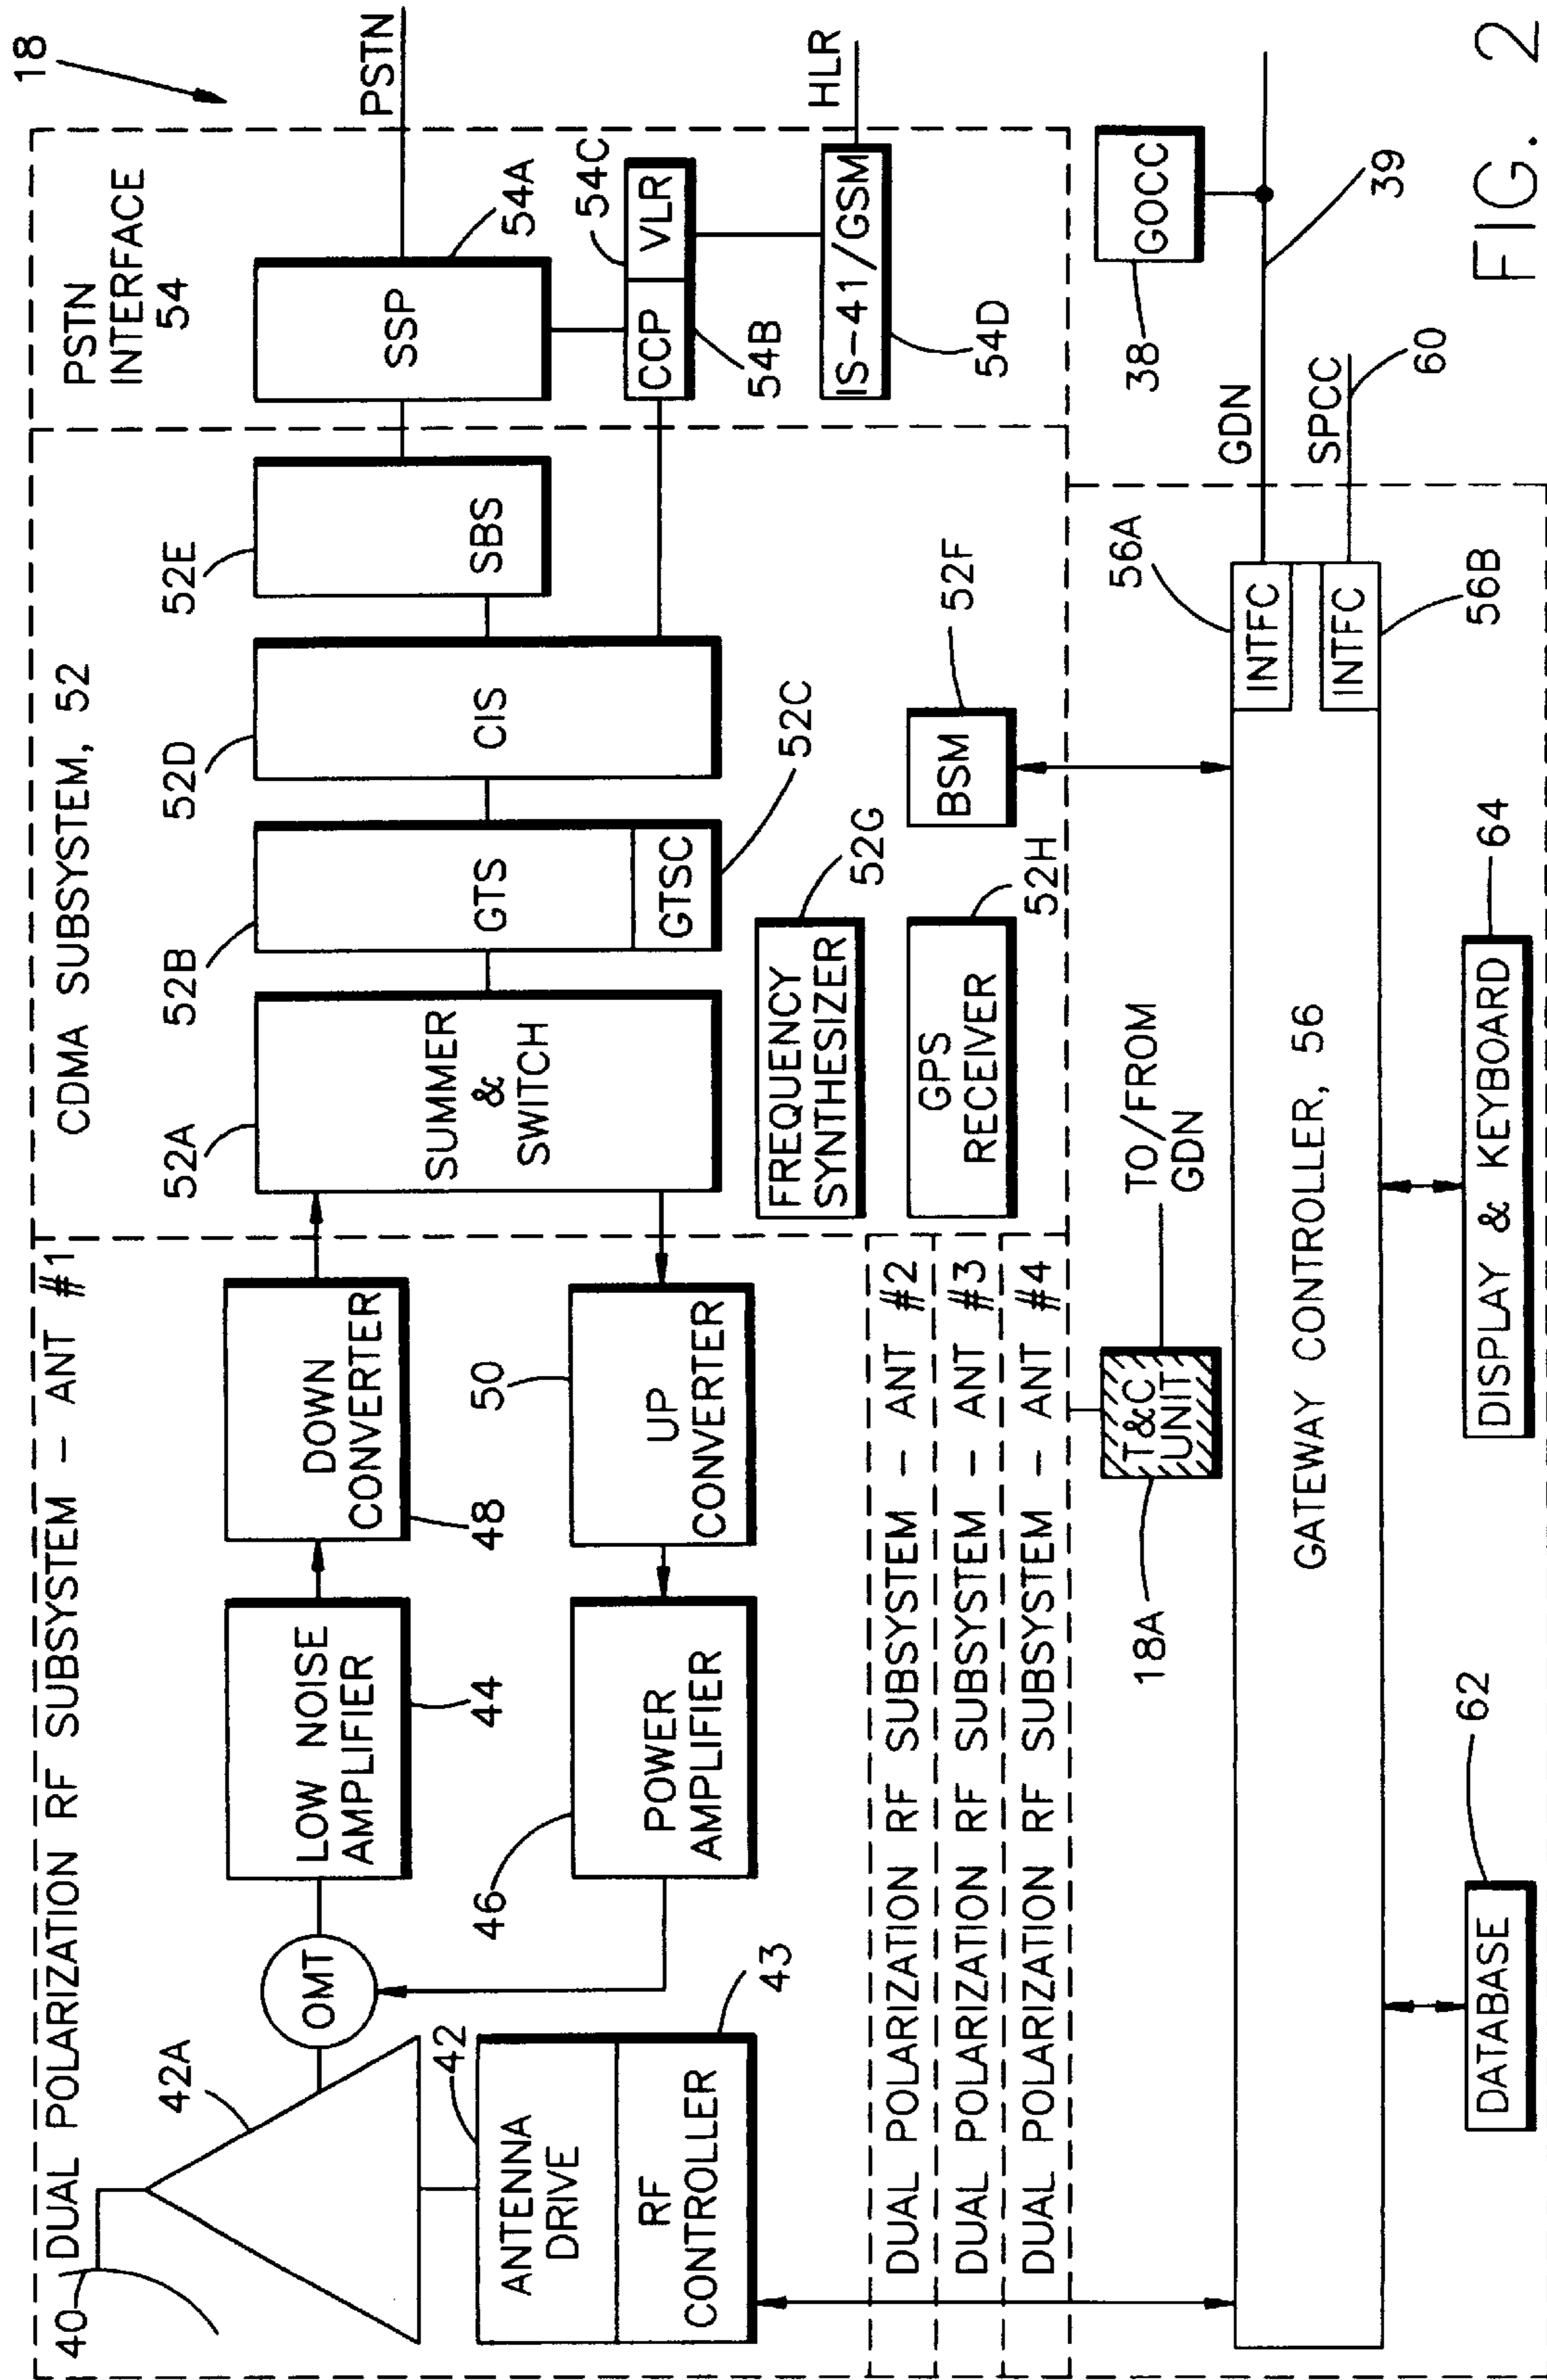 18
40
DUAL POLARIZATION RF SUBSYSTEM - ANT #1
CDMA SUBSYSTEM, 52
PSTN
INTERFACE
54
PSTN
42A
OMT
LOW NOISE
AMPLIFIER
44
DOWN
CONVERTER
48
52A
SUMMER
&
SWITCH
52B
GTS
GTSC
52C
52D
CIS
52E
SBS
SSP
54A
CCP
54B
VLR
54C
IS-41/GSM
54D
HLR
42
ANTENNA
DRIVE
RF
CONTROLLER
43
46
POWER
AMPLIFIER
50
UP
CONVERTER
FREQUENCY
SYNTHESIZER
52G
GPS
RECEIVER
52H
BSM
52F
DUAL POLARIZATION RF SUBSYSTEM - ANT #2
DUAL POLARIZATION RF SUBSYSTEM - ANT #3
DUAL POLARIZATION RF SUBSYSTEM - ANT #4
18A
T&C
UNIT
TO/FROM
GDN
56A
INTFC
INTFC
56B
GDN
SPCC
60
38
GOCC
39
GATEWAY CONTROLLER, 56
DATABASE
62
DISPLAY & KEYBOARD
64
FIG. 2